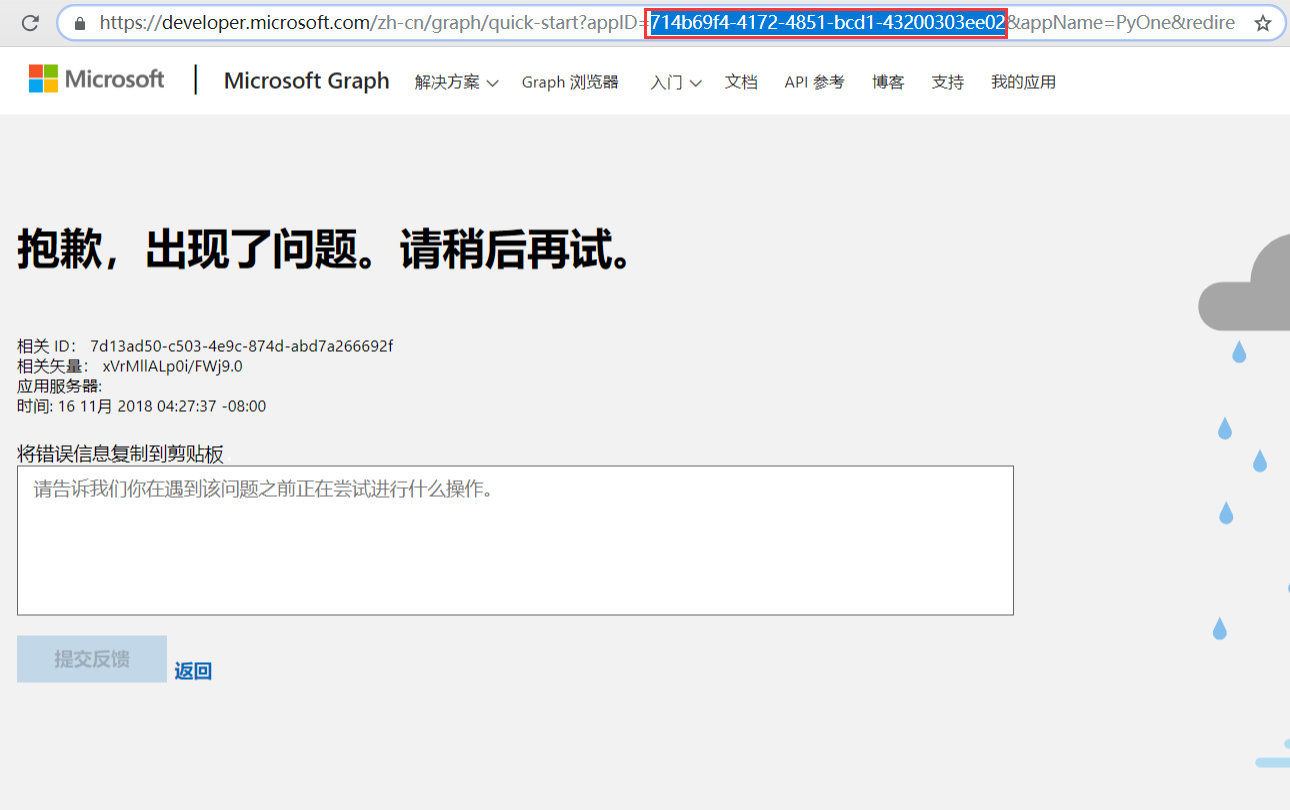 https://developer.microsoft.com/zh-cn/graph/quick-start?appID=714b69f4-4172-4851-bcd1-43200303ee02&appName=PyOne&redire
Microsoft | Microsoft Graph 解决方案 Graph 浏览器 入门 文档 API 参考 博客 支持 我的应用
抱歉，出现了问题。请稍后再试。
相关 ID： 7d13ad50-c503-4e9c-874d-abd7a266692f
相关矢量： xVrMllALp0i/FWj9.0
应用服务器:
时间: 16 11月 2018 04:27:37 -08:00
将错误信息复制到剪贴板
请告诉我们你在遇到该问题之前正在尝试进行什么操作。
提交反馈 返回